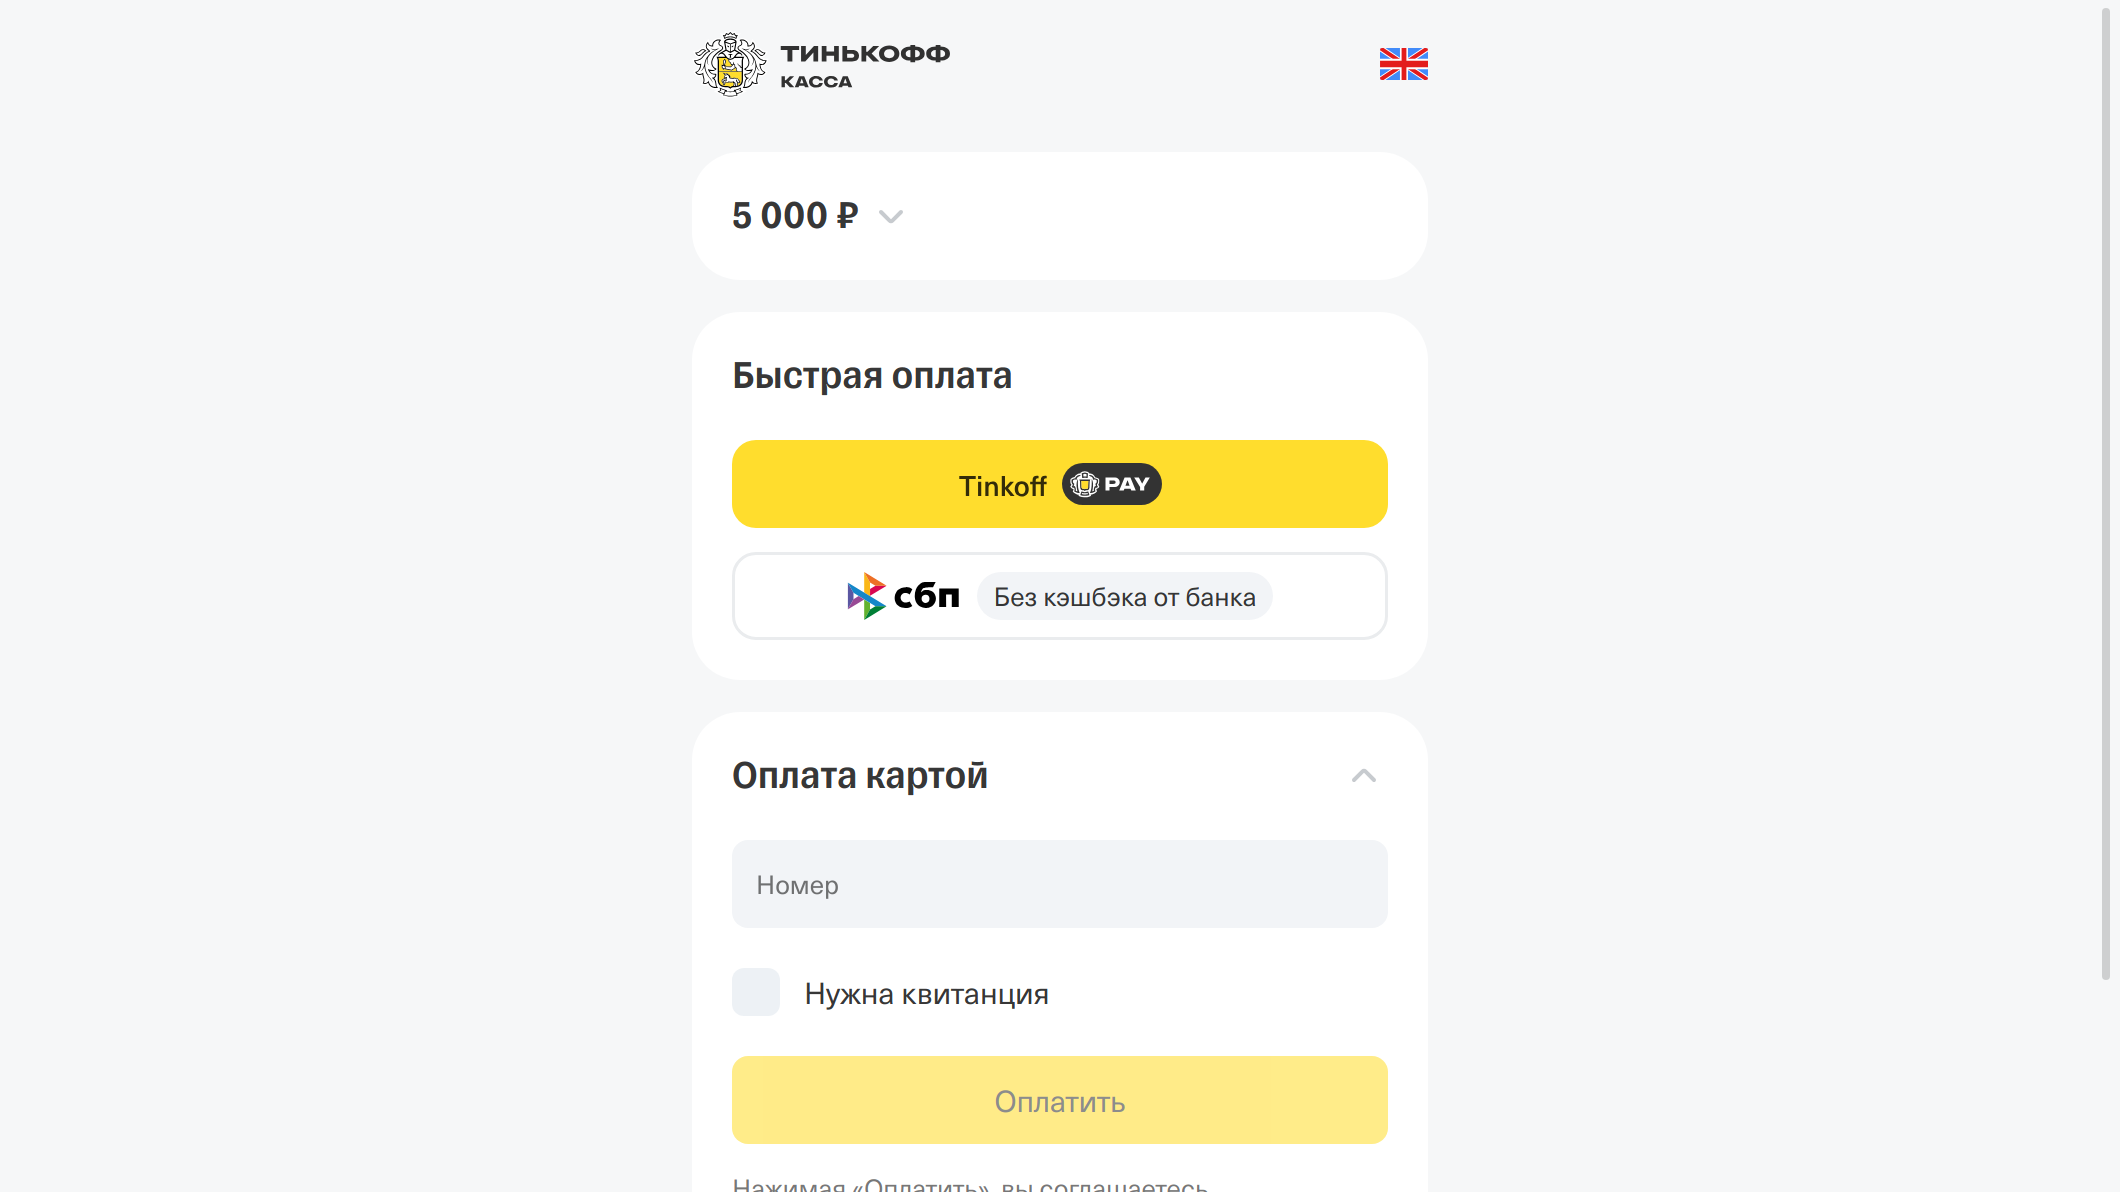 ТИНЬКОФФ
КАССА
5 000 ₽
Быстрая оплата
Tinkoff PAY
сбп Без кэшбэка от банка
Оплата картой
Номер
Нужна квитанция
Оплатить
Нажимая «Оплатить», вы соглашаетесь